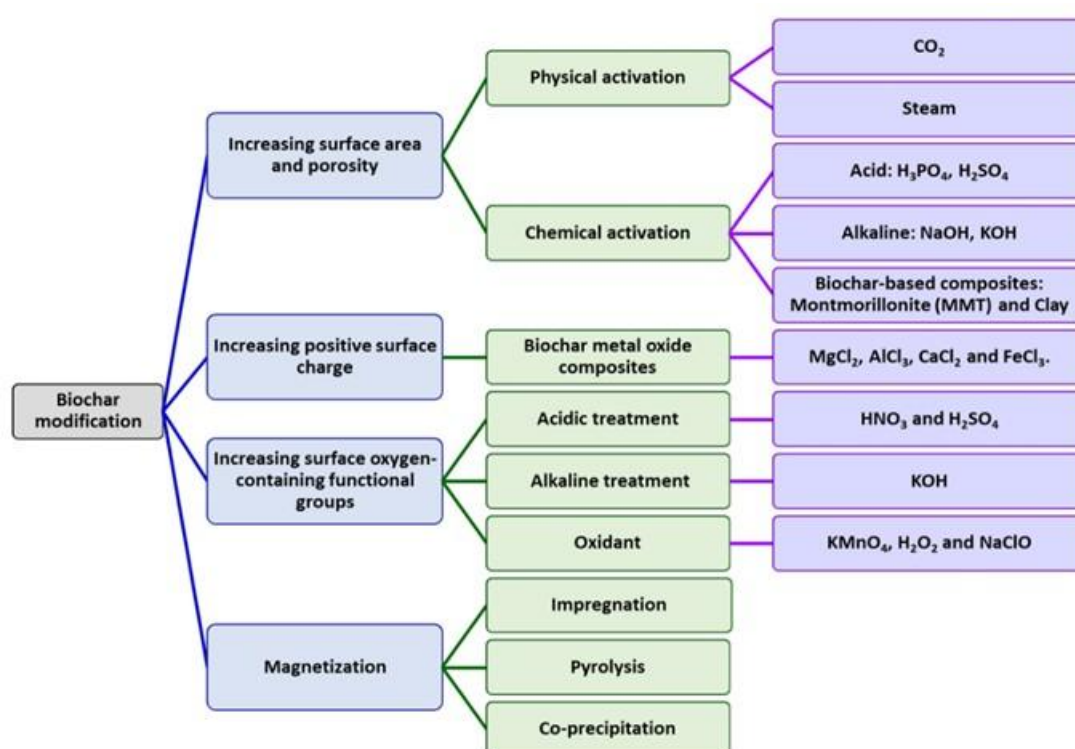 Biochar
modification
Increasing surface area
and porosity
Physical activation
CO₂
Steam
Chemical activation
Acid: H₃PO₄, H₂SO₄
Alkaline: NaOH, KOH
Biochar-based composites:
Montmorillonite (MMT) and Clay
Increasing positive surface
charge
Biochar metal oxide
composites
MgCl₂, AlCl₃, CaCl₂ and FeCl₃.
Increasing surface oxygen-
containing functional
groups
Acidic treatment
HNO₃ and H₂SO₄
Alkaline treatment
KOH
Oxidant
KMnO₄, H₂O₂ and NaClO
Magnetization
Impregnation
Pyrolysis
Co-precipitation